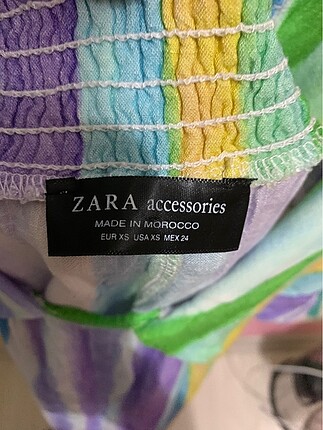 ZARA accessories
MADE IN MOROCCO
EUR XS USA XS MEX 24